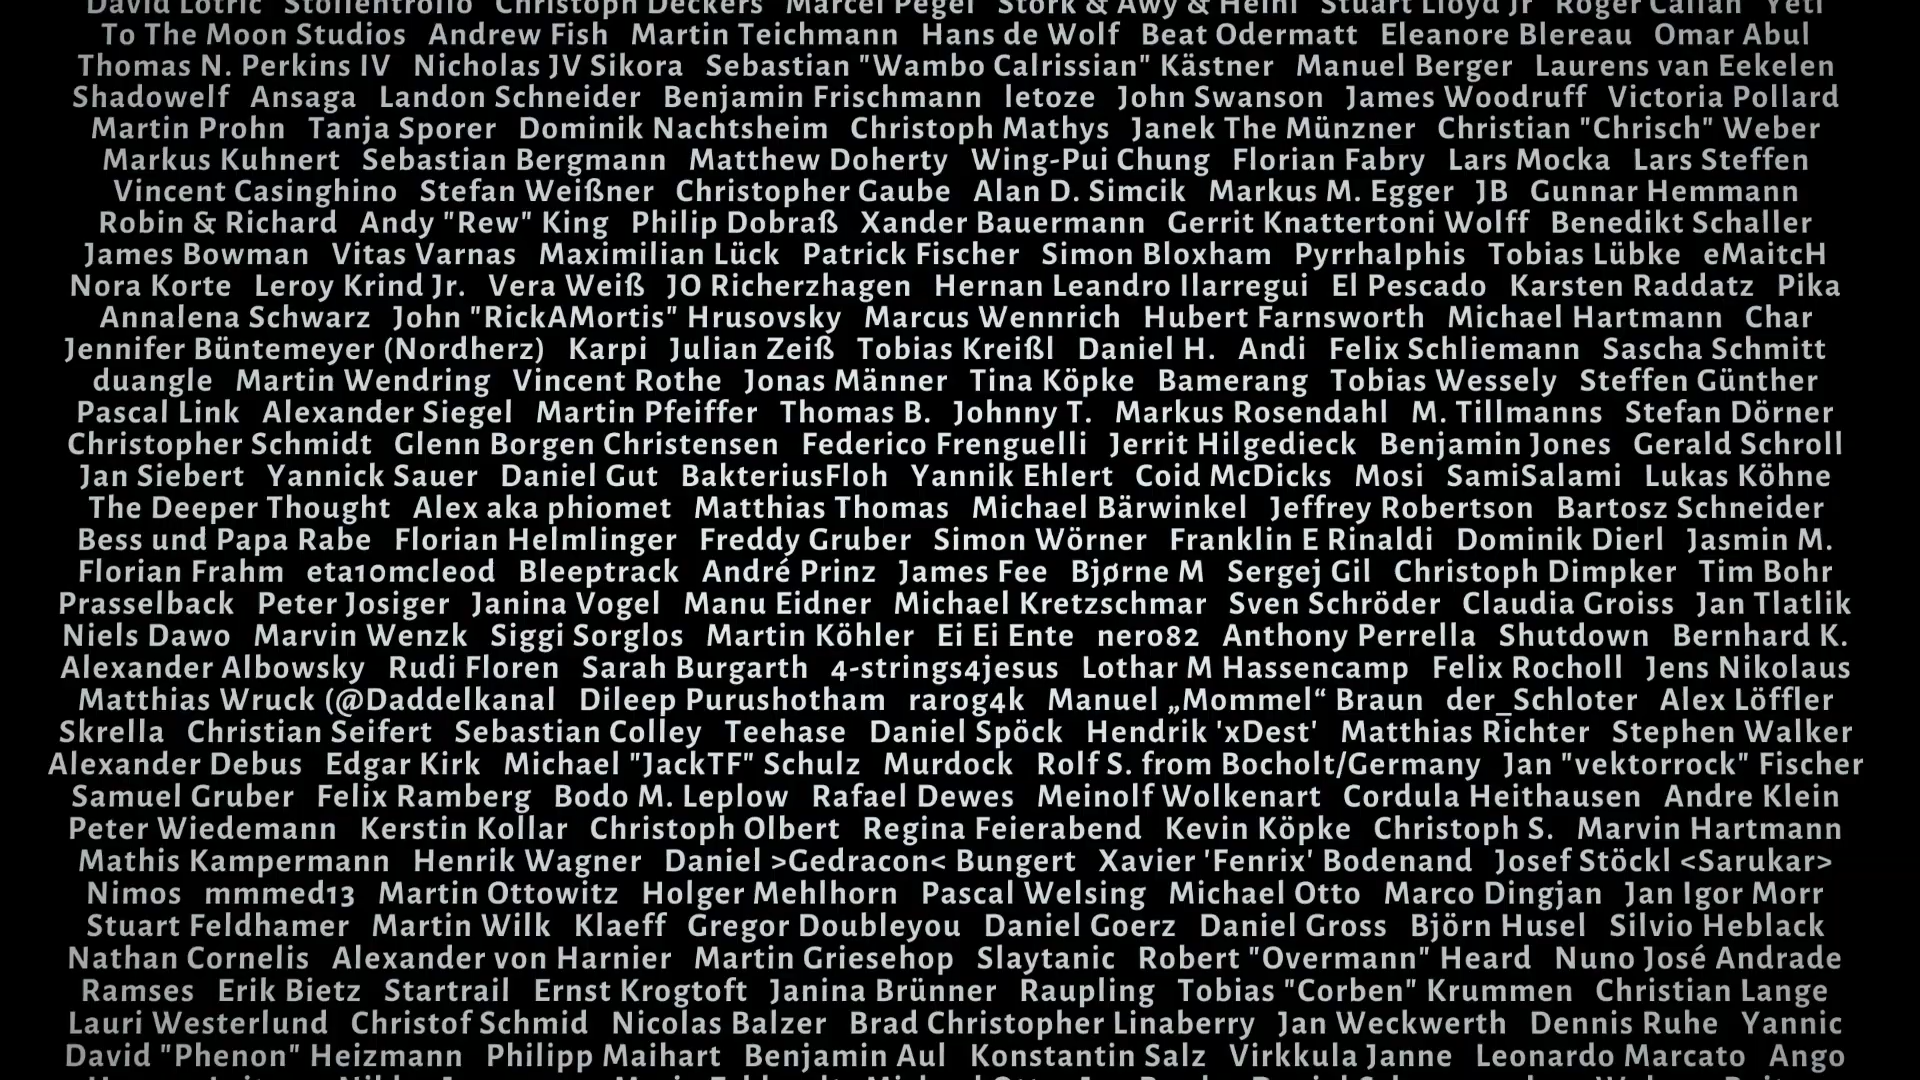 David Lotric Stollentrollo Christoph Deckers Marcel Pegel Stork & Awy & Heini Stuart Lloyd Jr Roger Callan Yeti
To The Moon Studios Andrew Fish Martin Teichmann Hans de Wolf Beat Odermatt Eleanore Blereau Omar Abul
Thomas N. Perkins IV Nicholas JV Sikora Sebastian "Wambo Calrissian" Kästner Manuel Berger Laurens van Eekelen
Shadowelf Ansaga Landon Schneider Benjamin Frischmann letoze John Swanson James Woodruff Victoria Pollard
Martin Prohn Tanja Sporer Dominik Nachtsheim Christoph Mathys Janek The Münzner Christian "Chrisch" Weber
Markus Kuhnert Sebastian Bergmann Matthew Doherty Wing-Pui Chung Florian Fabry Lars Mocka Lars Steffen
Vincent Casinghino Stefan Weißner Christopher Gaube Alan D. Simcik Markus M. Egger JB Gunnar Hemmann
Robin & Richard Andy "Rew" King Philip Dobraß Xander Bauermann Gerrit Knattertoni Wolff Benedikt Schaller
James Bowman Vitas Varnas Maximilian Lück Patrick Fischer Simon Bloxham PyrrhaIphis Tobias Lübke eMaitcH
Nora Korte Leroy Krind Jr. Vera Weiß JO Richerzhagen Hernan Leandro Ilarregui El Pescado Karsten Raddatz Pika
Annalena Schwarz John "RickAMortis" Hrusovsky Marcus Wennrich Hubert Farnsworth Michael Hartmann Char
Jennifer Büntemeyer (Nordherz) Karpi Julian Zeiß Tobias Kreißl Daniel H. Andi Felix Schliemann Sascha Schmitt
duangle Martin Wendring Vincent Rothe Jonas Männer Tina Köpke Bamerang Tobias Wessely Steffen Günther
Pascal Link Alexander Siegel Martin Pfeiffer Thomas B. Johnny T. Markus Rosendahl M. Tillmanns Stefan Dörner
Christopher Schmidt Glenn Borgen Christensen Federico Frenguelli Jerrit Hilgedieck Benjamin Jones Gerald Schroll
Jan Siebert Yannick Sauer Daniel Gut BakteriusFloh Yannik Ehlert Coid McDicks Mosi SamiSalami Lukas Köhne
The Deeper Thought Alex aka phiomet Matthias Thomas Michael Bärwinkel Jeffrey Robertson Bartosz Schneider
Bess und Papa Rabe Florian Helmlinger Freddy Gruber Simon Wörner Franklin E Rinaldi Dominik Dierl Jasmin M.
Florian Frahm eta10mcleod Bleeptrack André Prinz James Fee Bjørne M Sergej Gil Christoph Dimpker Tim Bohr
Prasselback Peter Josiger Janina Vogel Manu Eidner Michael Kretzschmar Sven Schröder Claudia Groiss Jan Tlatlik
Niels Dawo Marvin Wenzk Siggi Sorglos Martin Köhler Ei Ei Ente nero82 Anthony Perrella Shutdown Bernhard K.
Alexander Albowsky Rudi Floren Sarah Burgarth 4-strings4jesus Lothar M Hassencamp Felix Rocholl Jens Nikolaus
Matthias Wruck (@Daddelkanal Dileep Purushotham rarog4k Manuel „Mommel“ Braun der_Schloter Alex Löffler
Skrella Christian Seifert Sebastian Colley Teehase Daniel Spöck Hendrik 'xDest' Matthias Richter Stephen Walker
Alexander Debus Edgar Kirk Michael "JackTF" Schulz Murdock Rolf S. from Bocholt/Germany Jan "vektorrock" Fischer
Samuel Gruber Felix Ramberg Bodo M. Leplow Rafael Dewes Meinolf Wolkenart Cordula Heithausen Andre Klein
Peter Wiedemann Kerstin Kollar Christoph Olbert Regina Feierabend Kevin Köpke Christoph S. Marvin Hartmann
Mathis Kampermann Henrik Wagner Daniel >Gedracon< Bungert Xavier 'Fenrix' Bodenand Josef Stöckl <Sarukar>
Nimos mmmed13 Martin Ottowitz Holger Mehlhorn Pascal Welsing Michael Otto Marco Dingjan Jan Igor Morr
Stuart Feldhamer Martin Wilk Klaeff Gregor Doubleyou Daniel Goerz Daniel Gross Björn Husel Silvio Heblack
Nathan Cornelis Alexander von Harnier Martin Griesehop Slaytanic Robert "Overmann" Heard Nuno José Andrade
Ramses Erik Bietz Startrail Ernst Krogtoft Janina Brünner Raupling Tobias "Corben" Krummen Christian Lange
Lauri Westerlund Christof Schmid Nicolas Balzer Brad Christopher Linaberry Jan Weckwerth Dennis Ruhe Yannic
David "Phenon" Heizmann Philipp Maihart Benjamin Aul Konstantin Salz Virkkula Janne Leonardo Marcato Ango